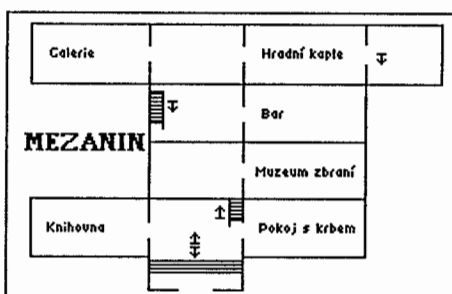 Galerie
Hradní kaple
Bar
MEZANIN
Muzeum zbraní
Knihovna
Pokoj s krbem